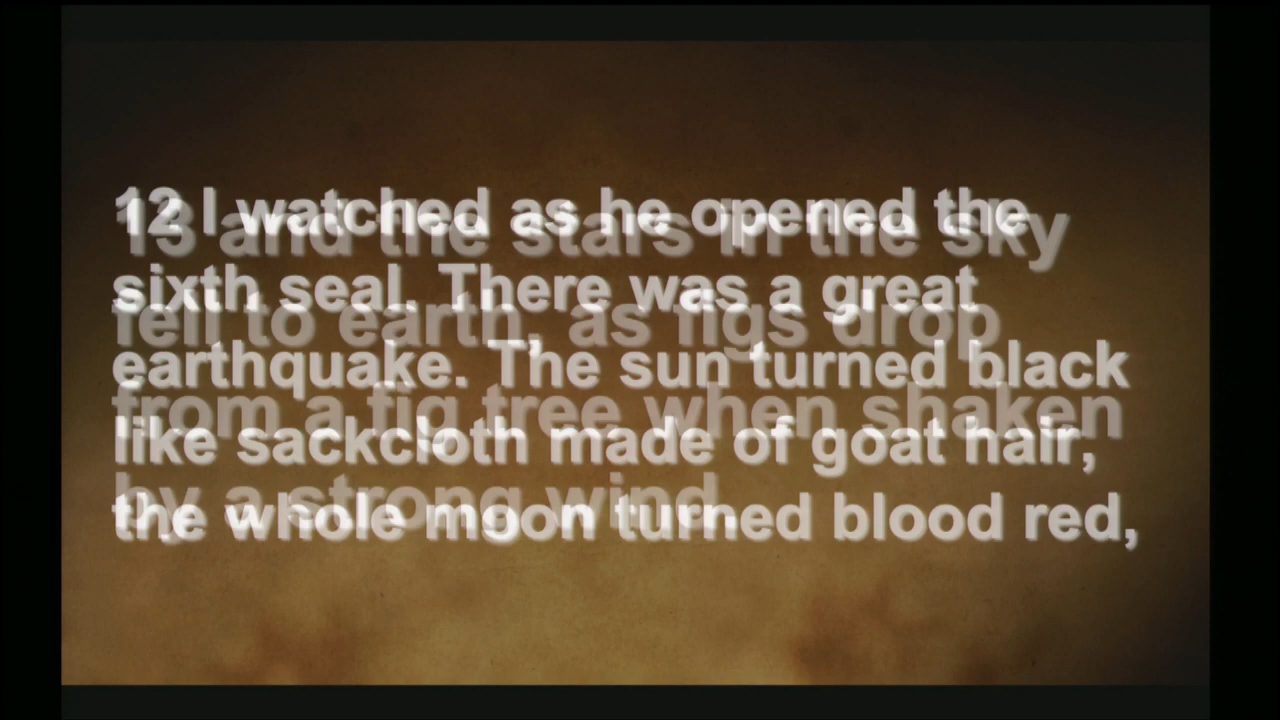 12 I watched as he opened the
sixth seal. There was a great
earthquake. The sun turned black
like sackcloth made of goat hair,
the whole moon turned blood red,
13 and the stars in the sky
fell to earth, as figs drop
from a fig tree when shaken
by a strong wind.